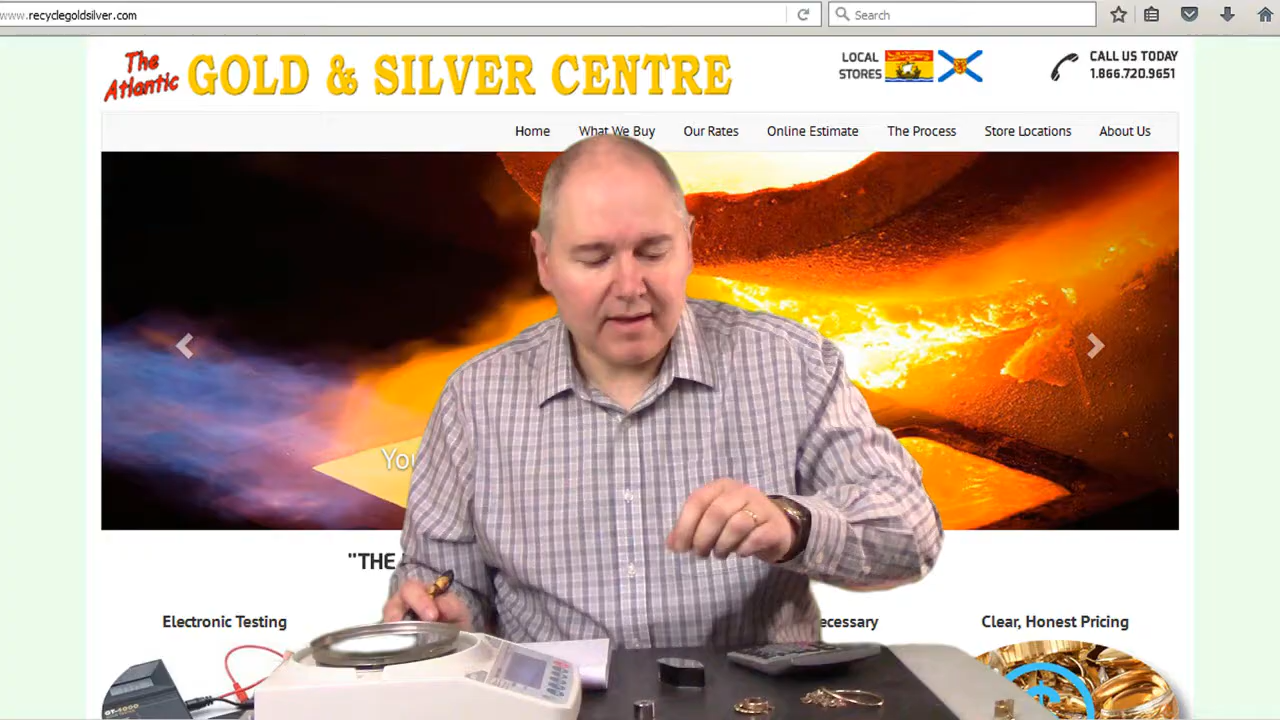 www.recyclegoldsilver.com
Search
The Atlantic GOLD & SILVER CENTRE
LOCAL STORES
CALL US TODAY
1.866.720.9651
Home What We Buy Our Rates Online Estimate The Process Store Locations About Us
"THE
Electronic Testing
Clear, Honest Pricing